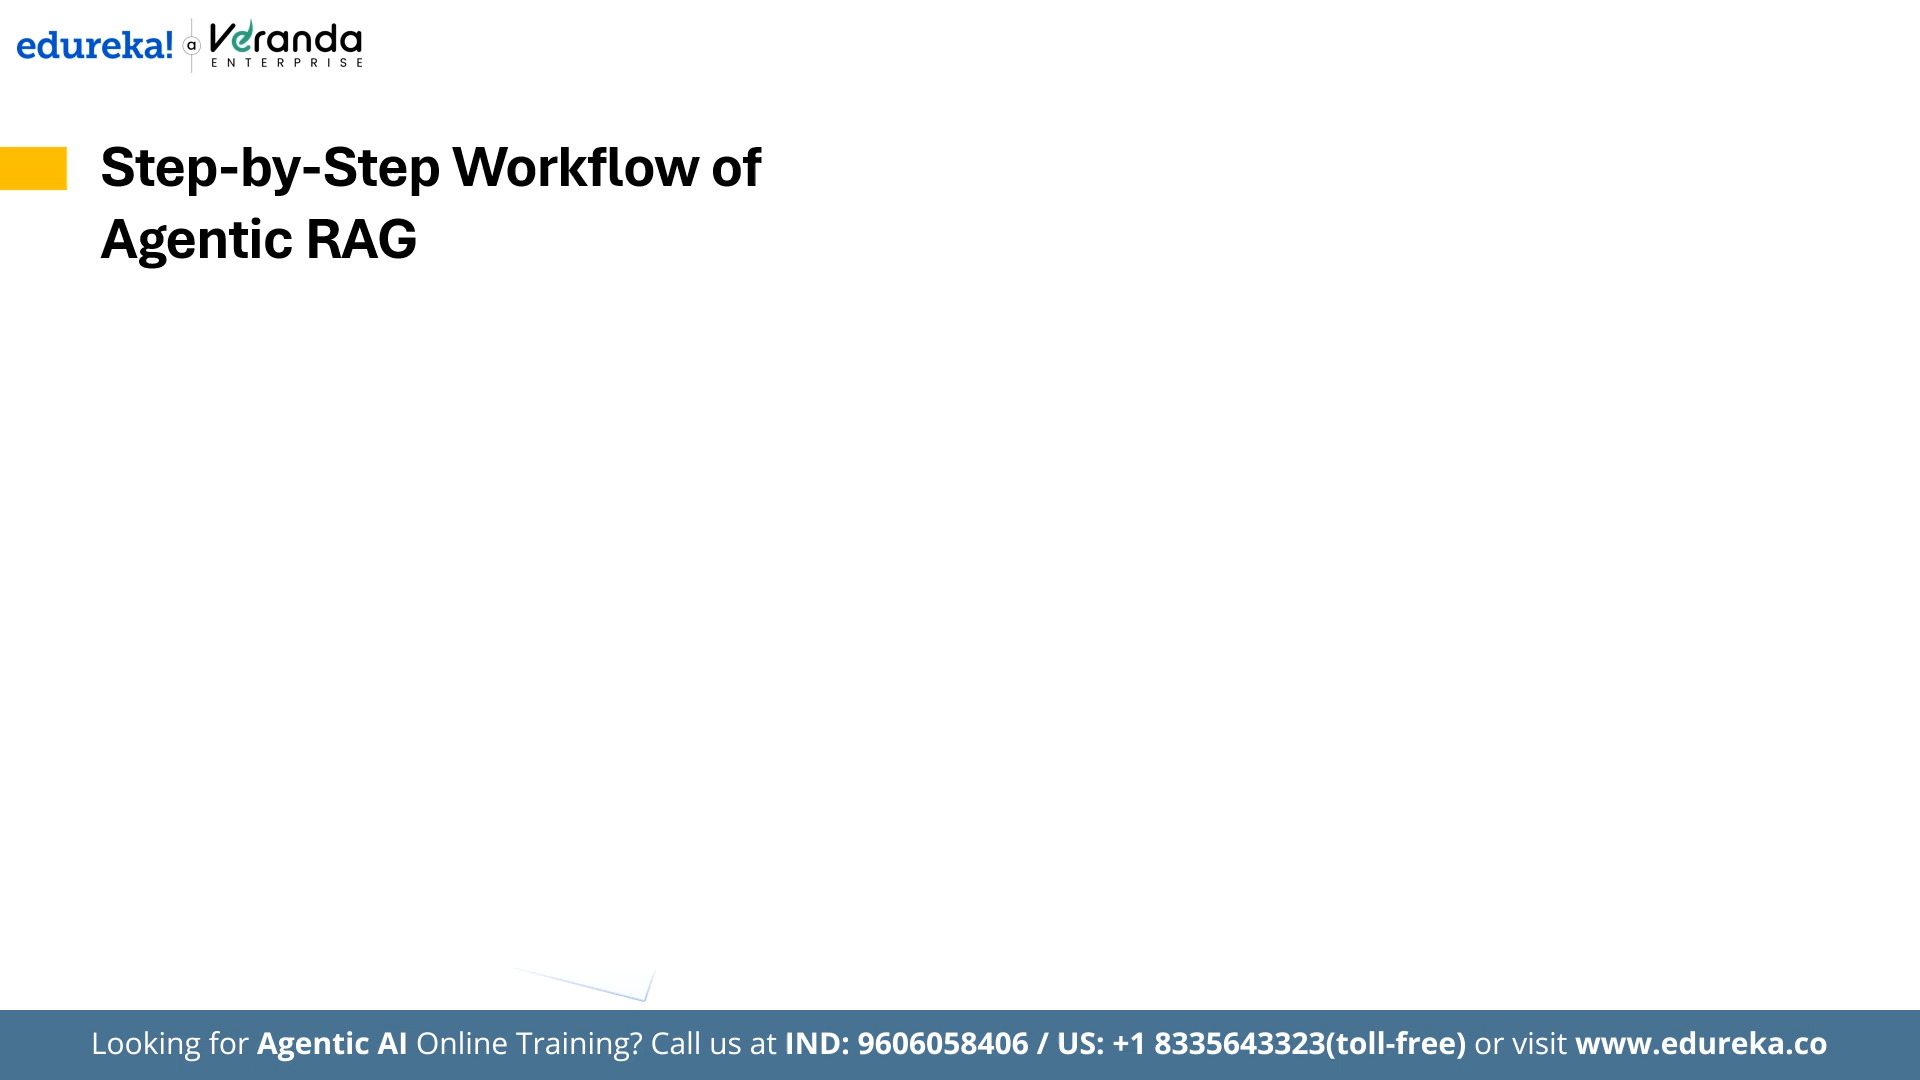 edureka! a Veranda
ENTERPRISE
Step-by-Step Workflow of
Agentic RAG
Looking for Agentic AI Online Training? Call us at IND: 9606058406 / US: +1 8335643323(toll-free) or visit www.edureka.co